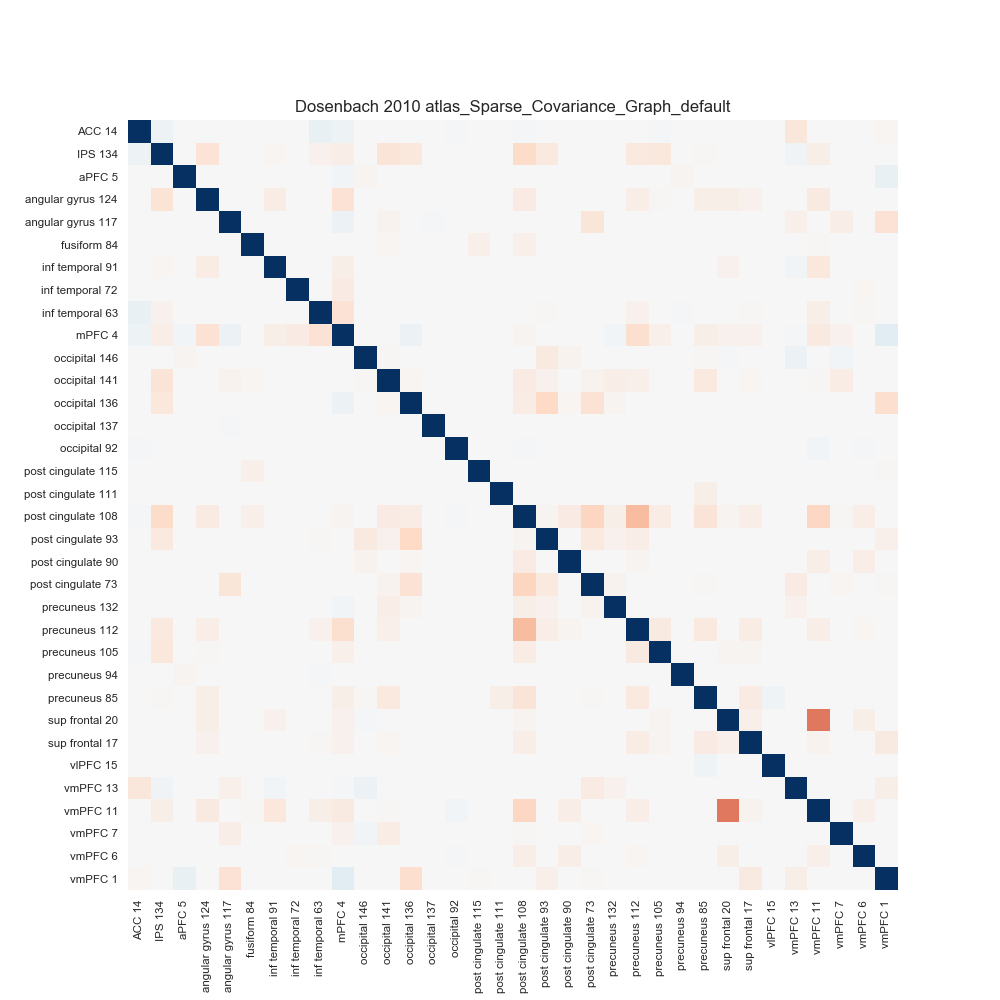 Dosenbach 2010 atlas_Sparse_Covariance_Graph_default
ACC 14
IPS 134
aPFC 5
angular gyrus 124
angular gyrus 117
fusiform 84
inf temporal 91
inf temporal 72
inf temporal 63
mPFC 4
occipital 146
occipital 141
occipital 136
occipital 137
occipital 92
post cingulate 115
post cingulate 111
post cingulate 108
post cingulate 93
post cingulate 90
post cingulate 73
precuneus 132
precuneus 112
precuneus 105
precuneus 94
precuneus 85
sup frontal 20
sup frontal 17
vlPFC 15
vmPFC 13
vmPFC 11
vmPFC 7
vmPFC 6
vmPFC 1
ACC 14
IPS 134
aPFC 5
angular gyrus 124
angular gyrus 117
fusiform 84
inf temporal 91
inf temporal 72
inf temporal 63
mPFC 4
occipital 146
occipital 141
occipital 136
occipital 137
occipital 92
post cingulate 115
post cingulate 111
post cingulate 108
post cingulate 93
post cingulate 90
post cingulate 73
precuneus 132
precuneus 112
precuneus 105
precuneus 94
precuneus 85
sup frontal 20
sup frontal 17
vlPFC 15
vmPFC 13
vmPFC 11
vmPFC 7
vmPFC 6
vmPFC 1